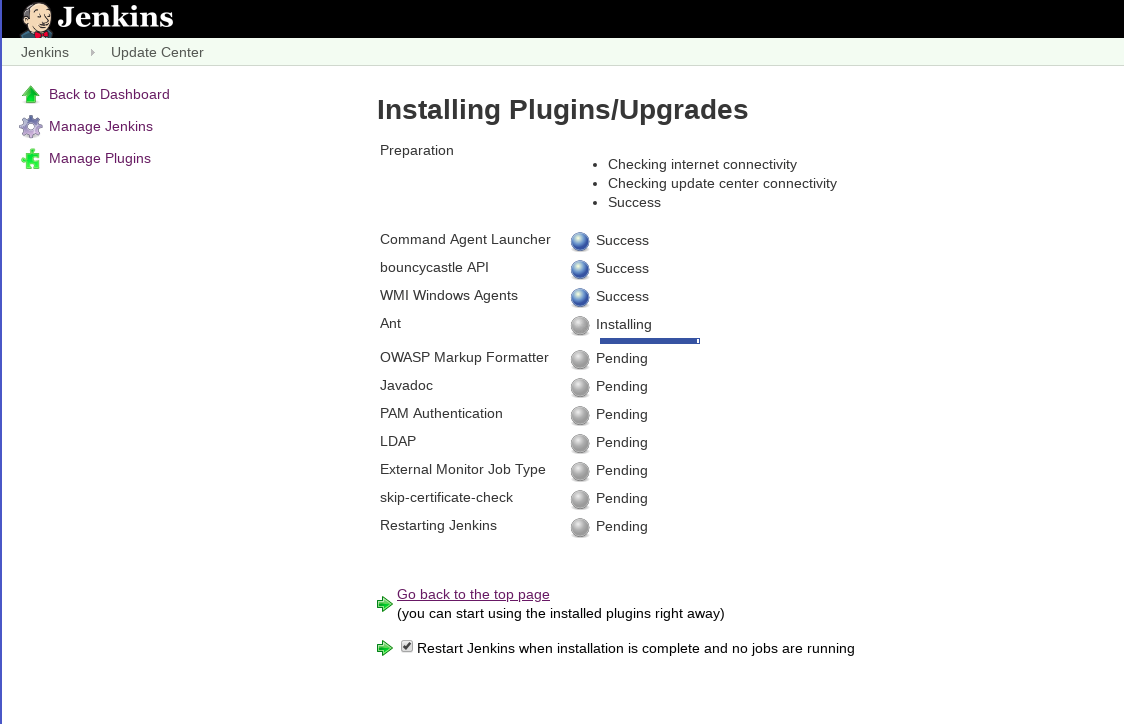 Jenkins
Jenkins Update Center
Back to Dashboard
Manage Jenkins
Manage Plugins
Installing Plugins/Upgrades
Preparation
Checking internet connectivity
Checking update center connectivity
Success
Command Agent Launcher Success
bouncycastle API Success
WMI Windows Agents Success
Ant Installing
OWASP Markup Formatter Pending
Javadoc Pending
PAM Authentication Pending
LDAP Pending
External Monitor Job Type Pending
skip-certificate-check Pending
Restarting Jenkins Pending
Go back to the top page
(you can start using the installed plugins right away)
Restart Jenkins when installation is complete and no jobs are running